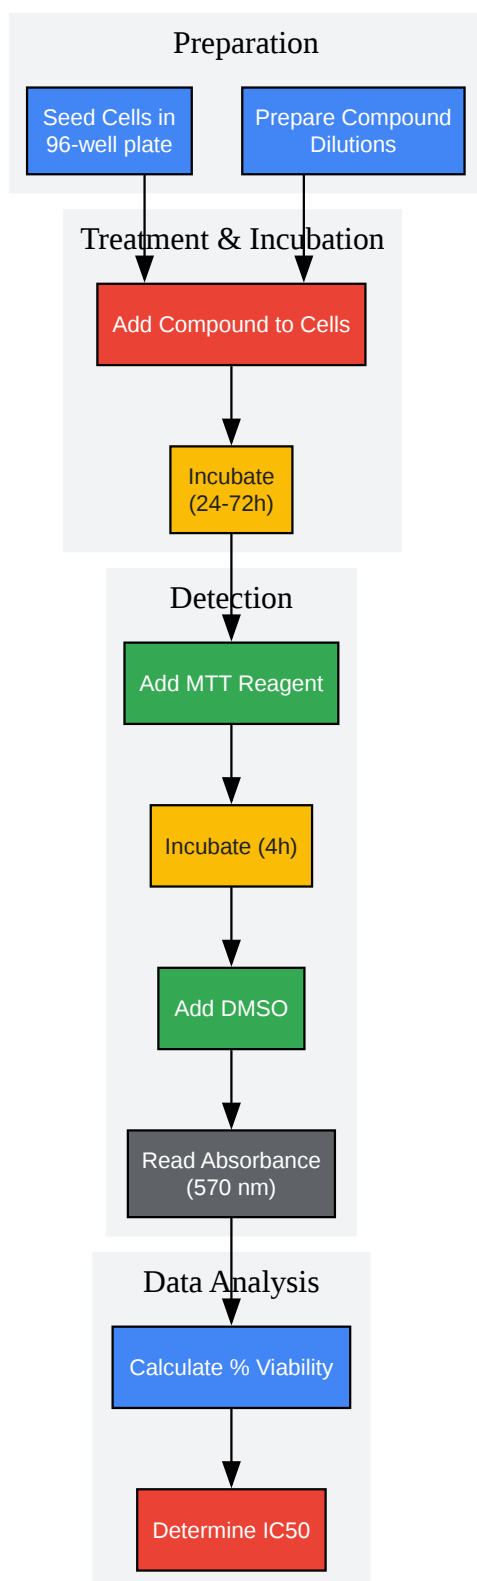 Preparation
Seed Cells in
96-well plate
Prepare Compound
Dilutions
Treatment & Incubation
Add Compound to Cells
Incubate
(24-72h)
Detection
Add MTT Reagent
Incubate (4h)
Add DMSO
Read Absorbance
(570 nm)
Data Analysis
Calculate % Viability
Determine IC50